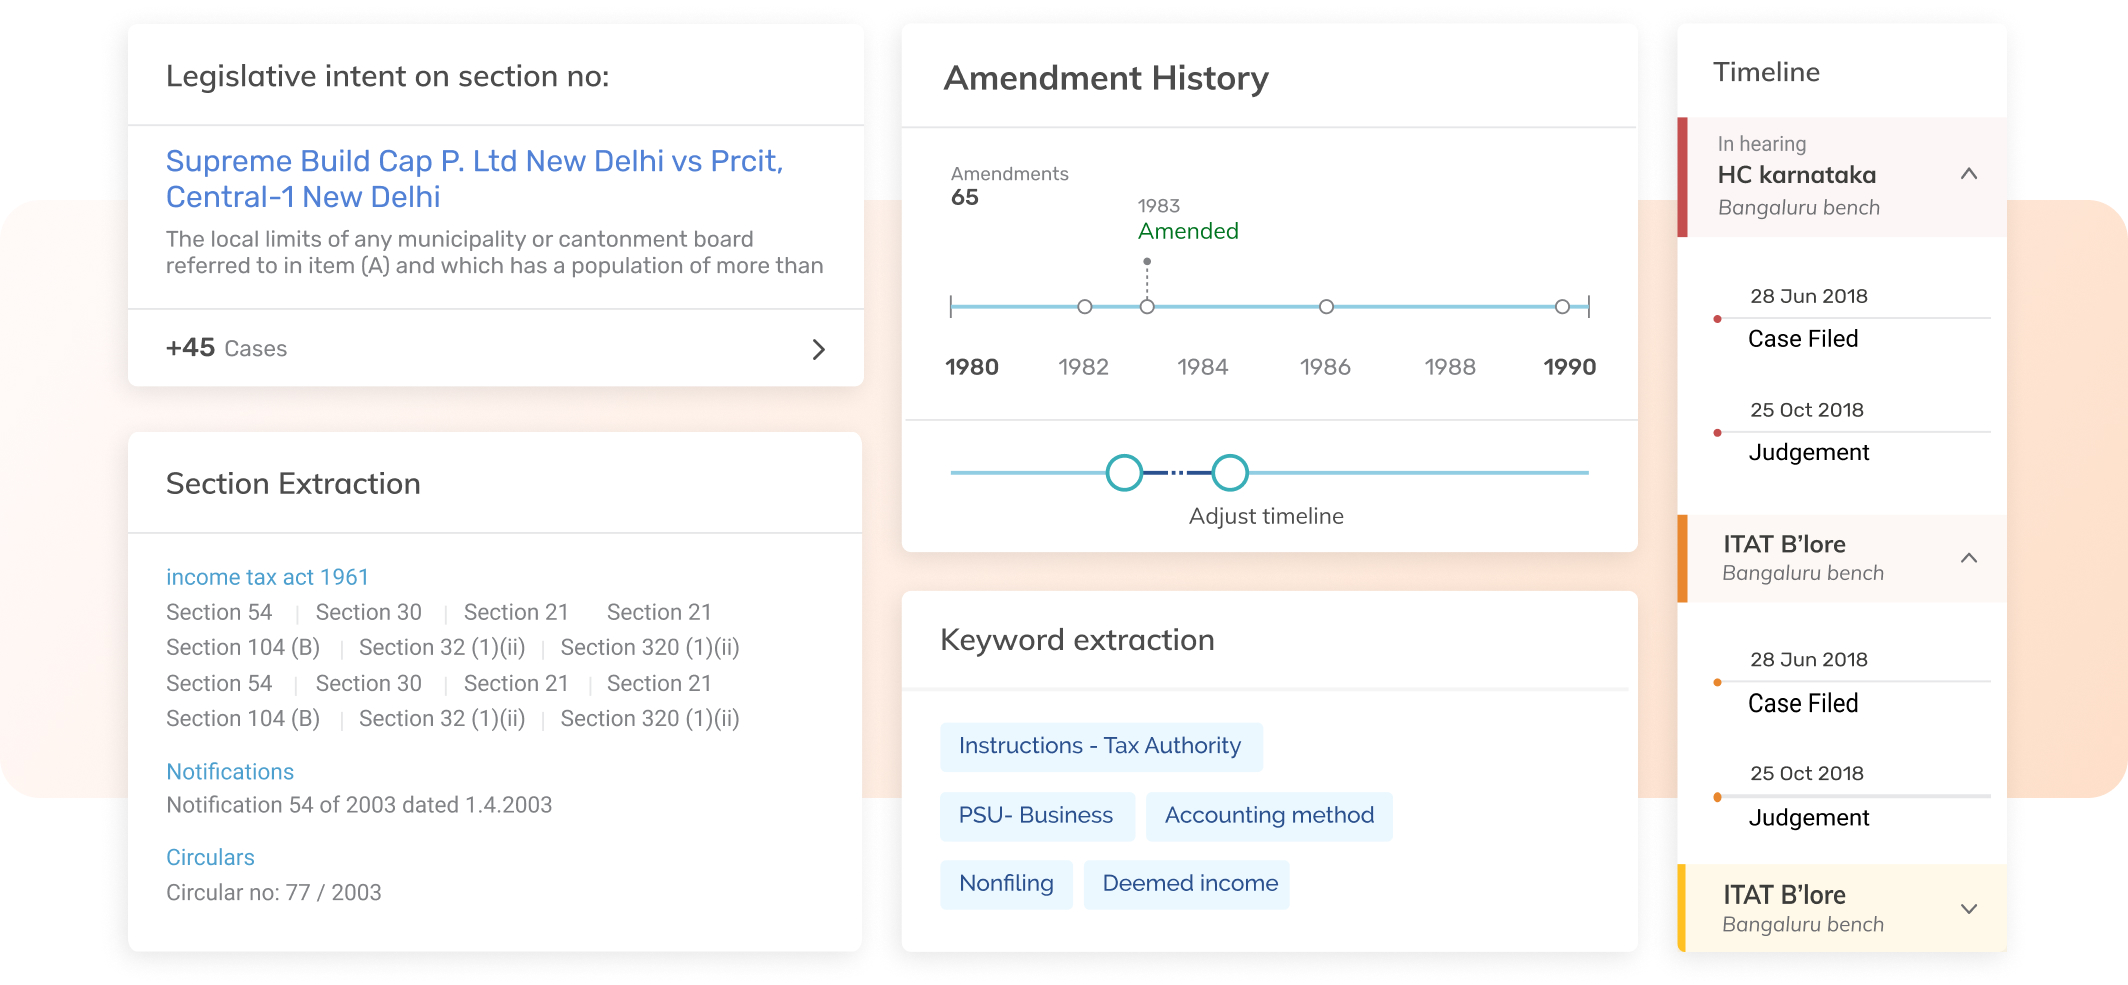 Legislative intent on section no:
Supreme Build Cap P. Ltd New Delhi vs Prcit,
Central-1 New Delhi
The local limits of any municipality or cantonment board
referred to in item (A) and which has a population of more than
+45 Cases
Section Extraction
income tax act 1961
Section 54 | Section 30 | Section 21 Section 21
Section 104 (B) | Section 32 (1)(ii) | Section 320 (1)(ii)
Section 54 | Section 30 | Section 21 | Section 21
Section 104 (B) | Section 32 (1)(ii) | Section 320 (1)(ii)
Notifications
Notification 54 of 2003 dated 1.4.2003
Circulars
Circular no: 77 / 2003
Amendment History
Amendments
65
1983
Amended
1980 1982 1984 1986 1988 1990
Adjust timeline
Keyword extraction
Instructions - Tax Authority
PSU- Business Accounting method
Nonfiling Deemed income
Timeline
In hearing
HC karnataka
Bangaluru bench
28 Jun 2018
Case Filed
25 Oct 2018
Judgement
ITAT B’lore
Bangaluru bench
28 Jun 2018
Case Filed
25 Oct 2018
Judgement
ITAT B’lore
Bangaluru bench